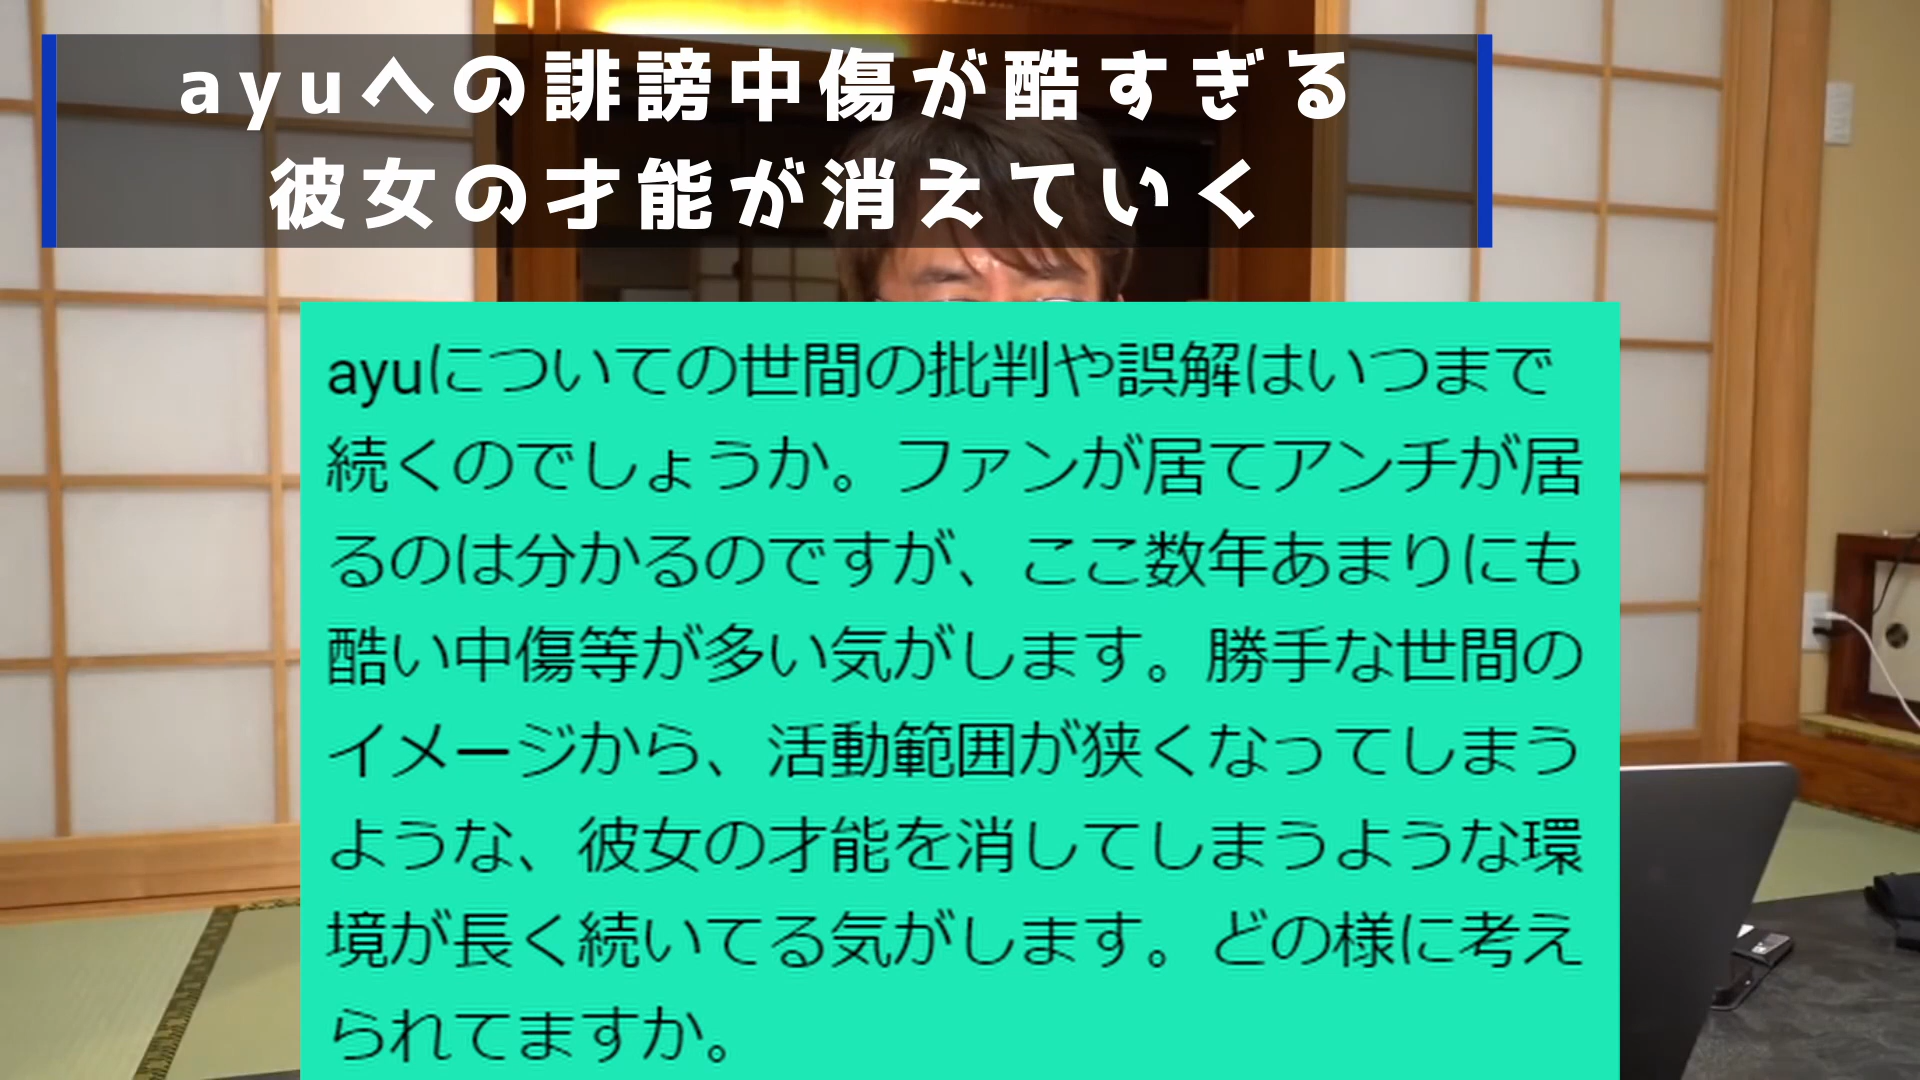 ayuへの誹謗中傷が酷すぎる
彼女の才能が消えていく
ayuについての世間の批判や誤解はいつまで
続くのでしょうか。ファンが居てアンチが居
るのは分かるのですが、ここ数年あまりにも
酷い中傷等が多い気がします。勝手な世間の
イメージから、活動範囲が狭くなってしまう
ような、彼女の才能を消してしまうような環
境が長く続いてる気がします。どの様に考え
られてますか。